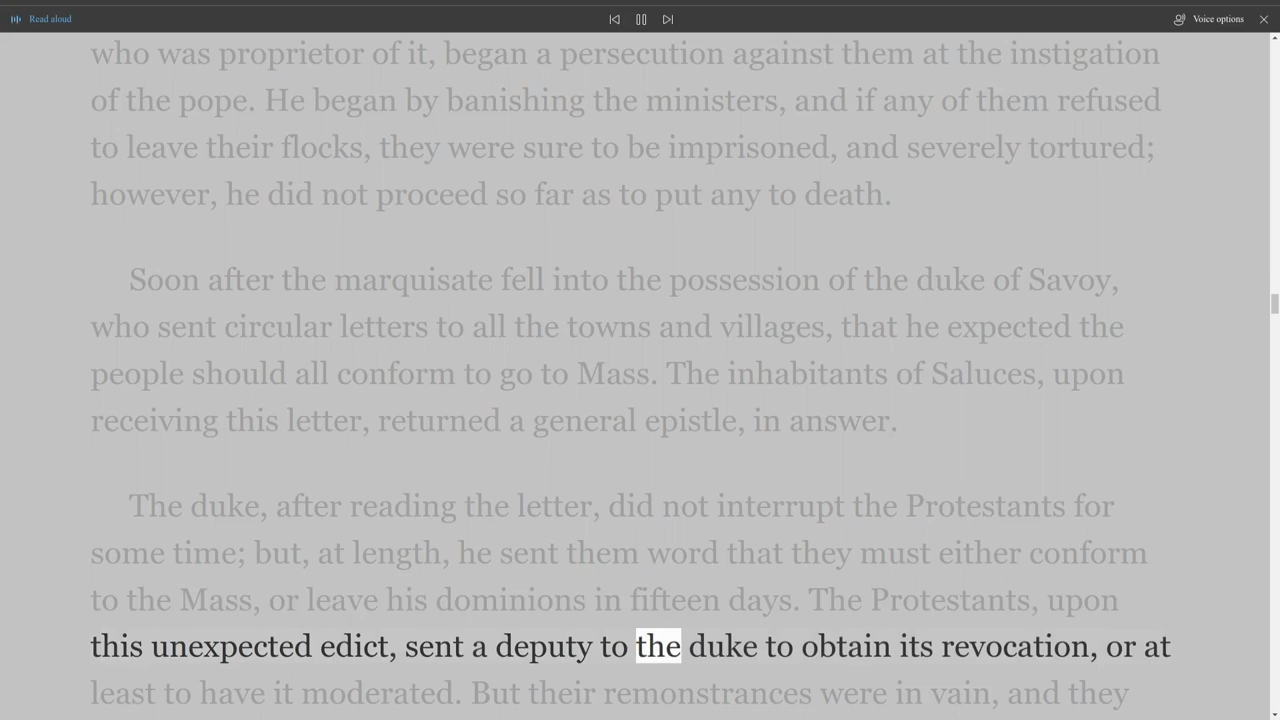 Read aloud
Voice options
who was proprietor of it, began a persecution against them at the instigation
of the pope. He began by banishing the ministers, and if any of them refused
to leave their flocks, they were sure to be imprisoned, and severely tortured;
however, he did not proceed so far as to put any to death.
Soon after the marquisate fell into the possession of the duke of Savoy,
who sent circular letters to all the towns and villages, that he expected the
people should all conform to go to Mass. The inhabitants of Saluces, upon
receiving this letter, returned a general epistle, in answer.
The duke, after reading the letter, did not interrupt the Protestants for
some time; but, at length, he sent them word that they must either conform
to the Mass, or leave his dominions in fifteen days. The Protestants, upon
this unexpected edict, sent a deputy to the duke to obtain its revocation, or at
least to have it moderated. But their remonstrances were in vain, and they